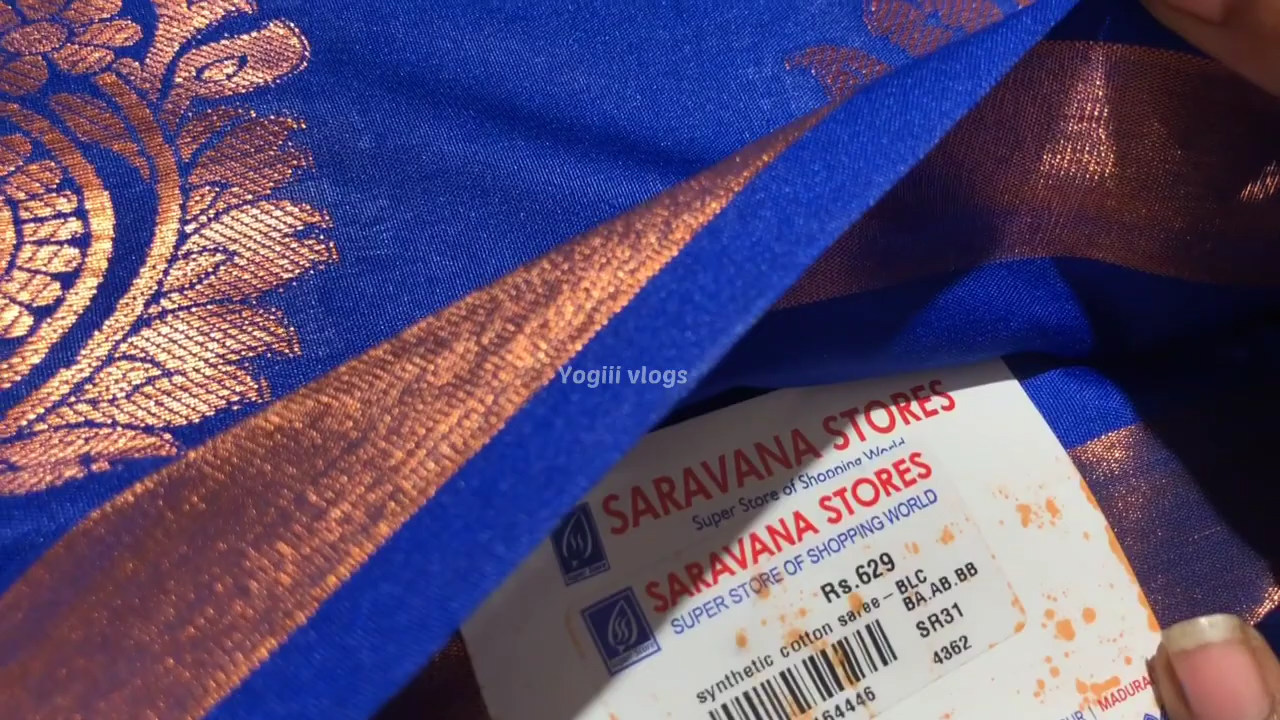 Yogiii vlogs
SARAVANA STORES
Super Store of Shopping World
SARAVANA STORES
SUPER STORE OF SHOPPING WORLD
Rs.629
synthetic cotton saree-BLC
BA.AB.BB
SR31
4362
64446